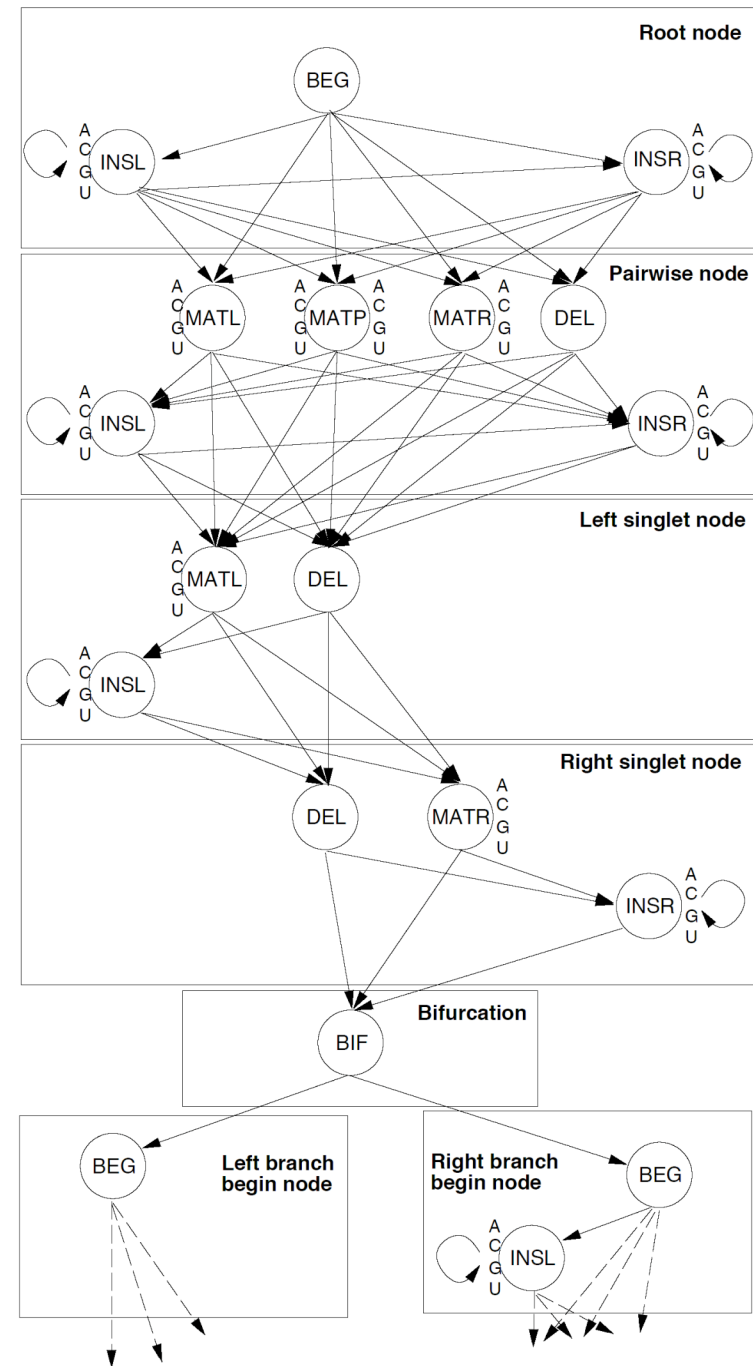 Root node
BEG
A
C
G
U
INSL
INSR
A
C
G
U
Pairwise node
A
C
G
U
MATL
A
C
G
U
MATP
A
C
G
U
MATR
A
C
G
U
DEL
A
C
G
U
INSL
INSR
A
C
G
U
Left singlet node
A
C
G
U
MATL
DEL
A
C
G
U
INSL
Right singlet node
DEL
MATR
A
C
G
U
INSR
A
C
G
U
Bifurcation
BIF
BEG
Left branch
begin node
Right branch
begin node
BEG
A
C
G
U
INSL